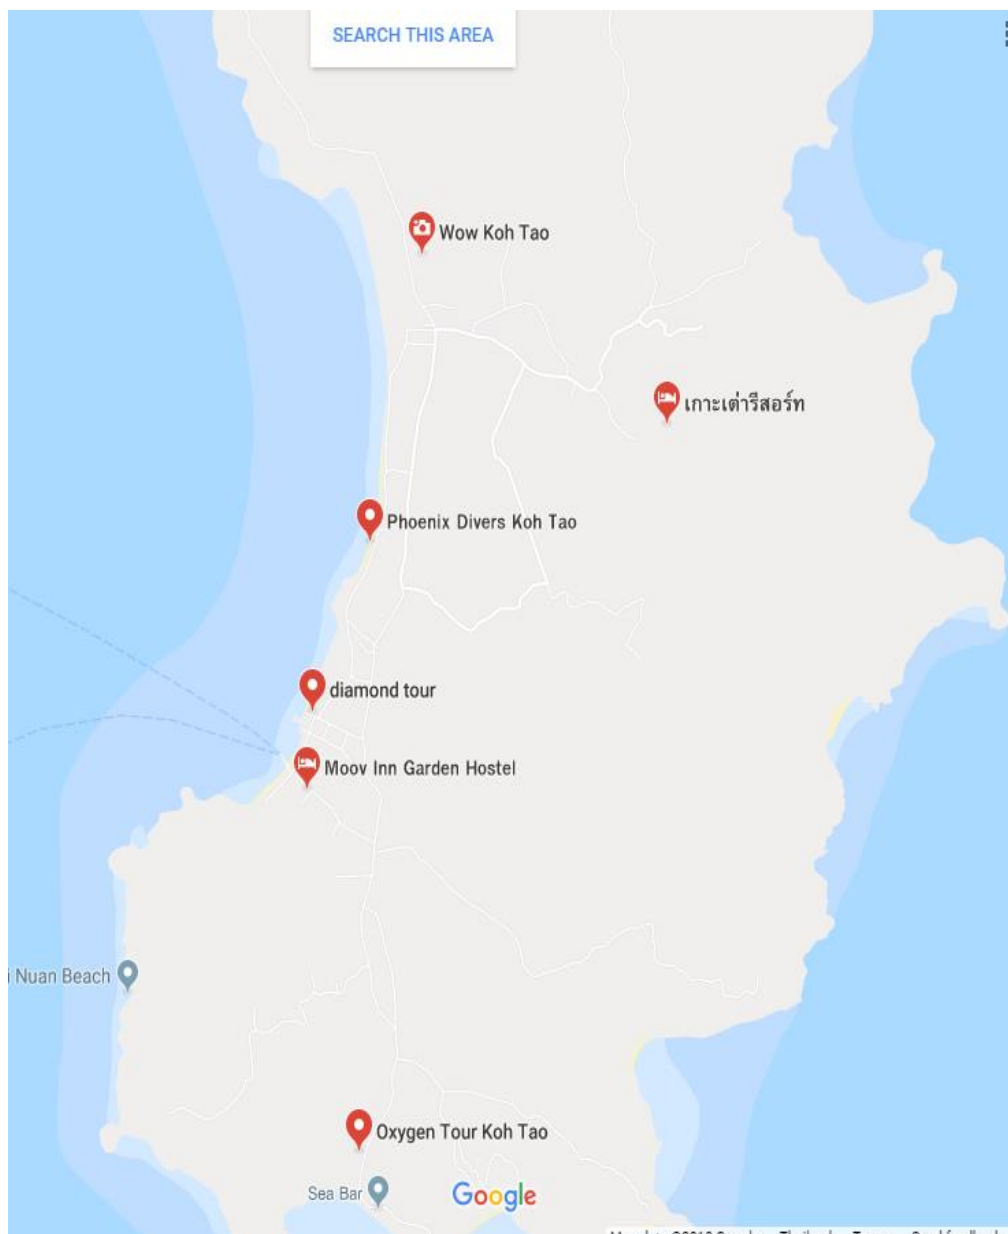 SEARCH THIS AREA
Wow Koh Tao
เกาะเต่ารีสอร์ท
Phoenix Divers Koh Tao
diamond tour
Moov Inn Garden Hostel
i Nuan Beach
Oxygen Tour Koh Tao
Sea Bar
Google